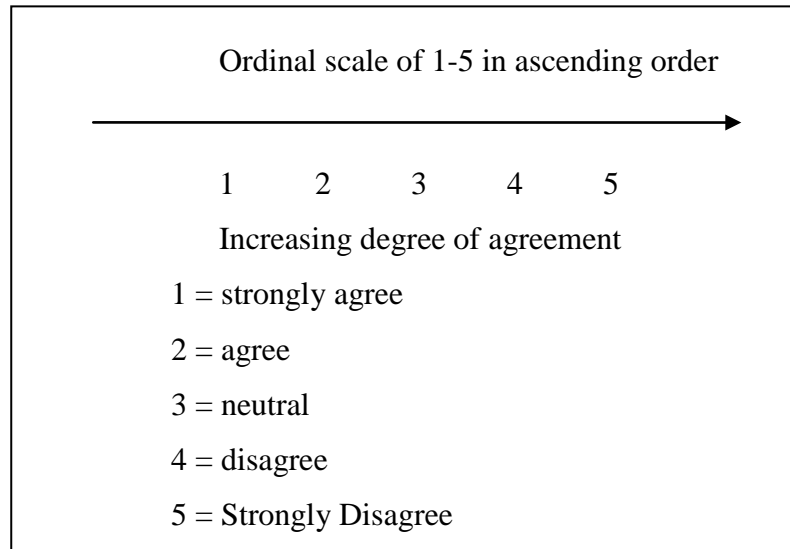 Ordinal scale of 1-5 in ascending order
1 2 3 4 5
Increasing degree of agreement
1 = strongly agree
2 = agree
3 = neutral
4 = disagree
5 = Strongly Disagree